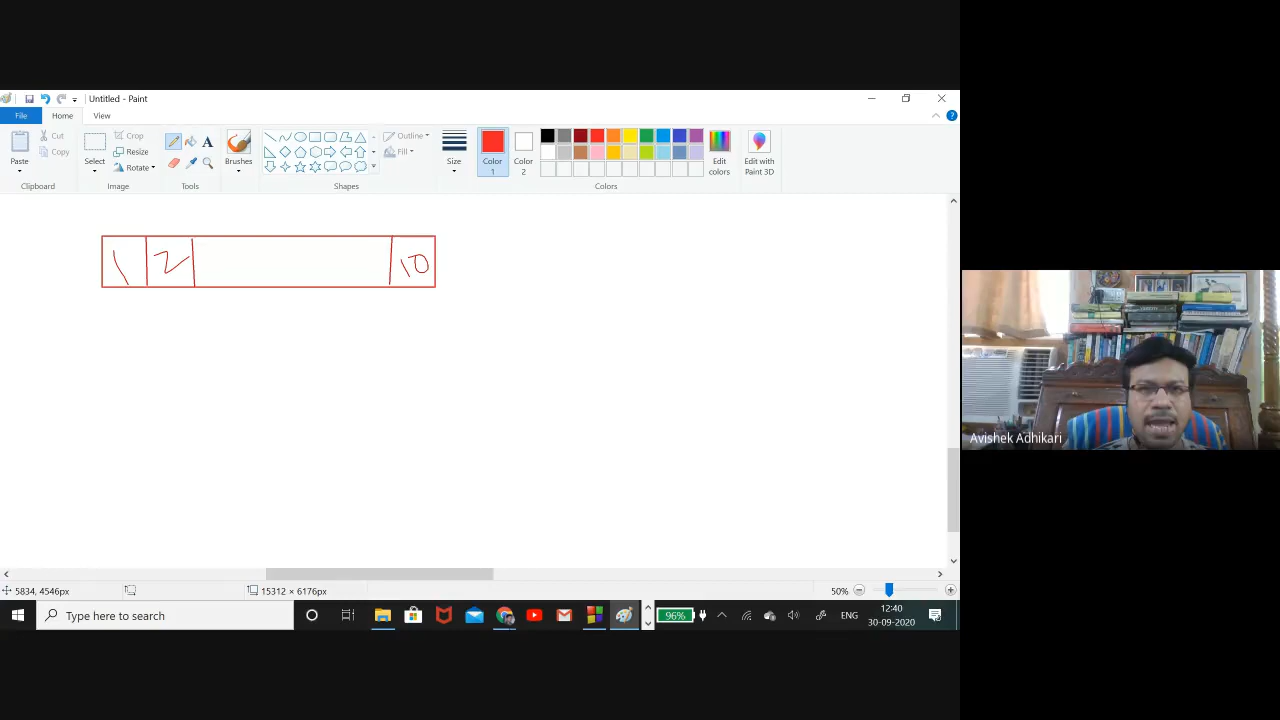 Untitled - Paint
File Home View
Paste
Cut
Copy
Clipboard
Select
Crop
Resize
Rotate
Image
Tools
Brushes
Shapes
Outline
Fill
Size
Color 1
Color 2
Edit colors
Colors
Edit with Paint 3D
1 2 10
Avishek Adhikari
5834, 4546px
15312 × 6176px
50%
Type here to search
96%
ENG
12:40
30-09-2020